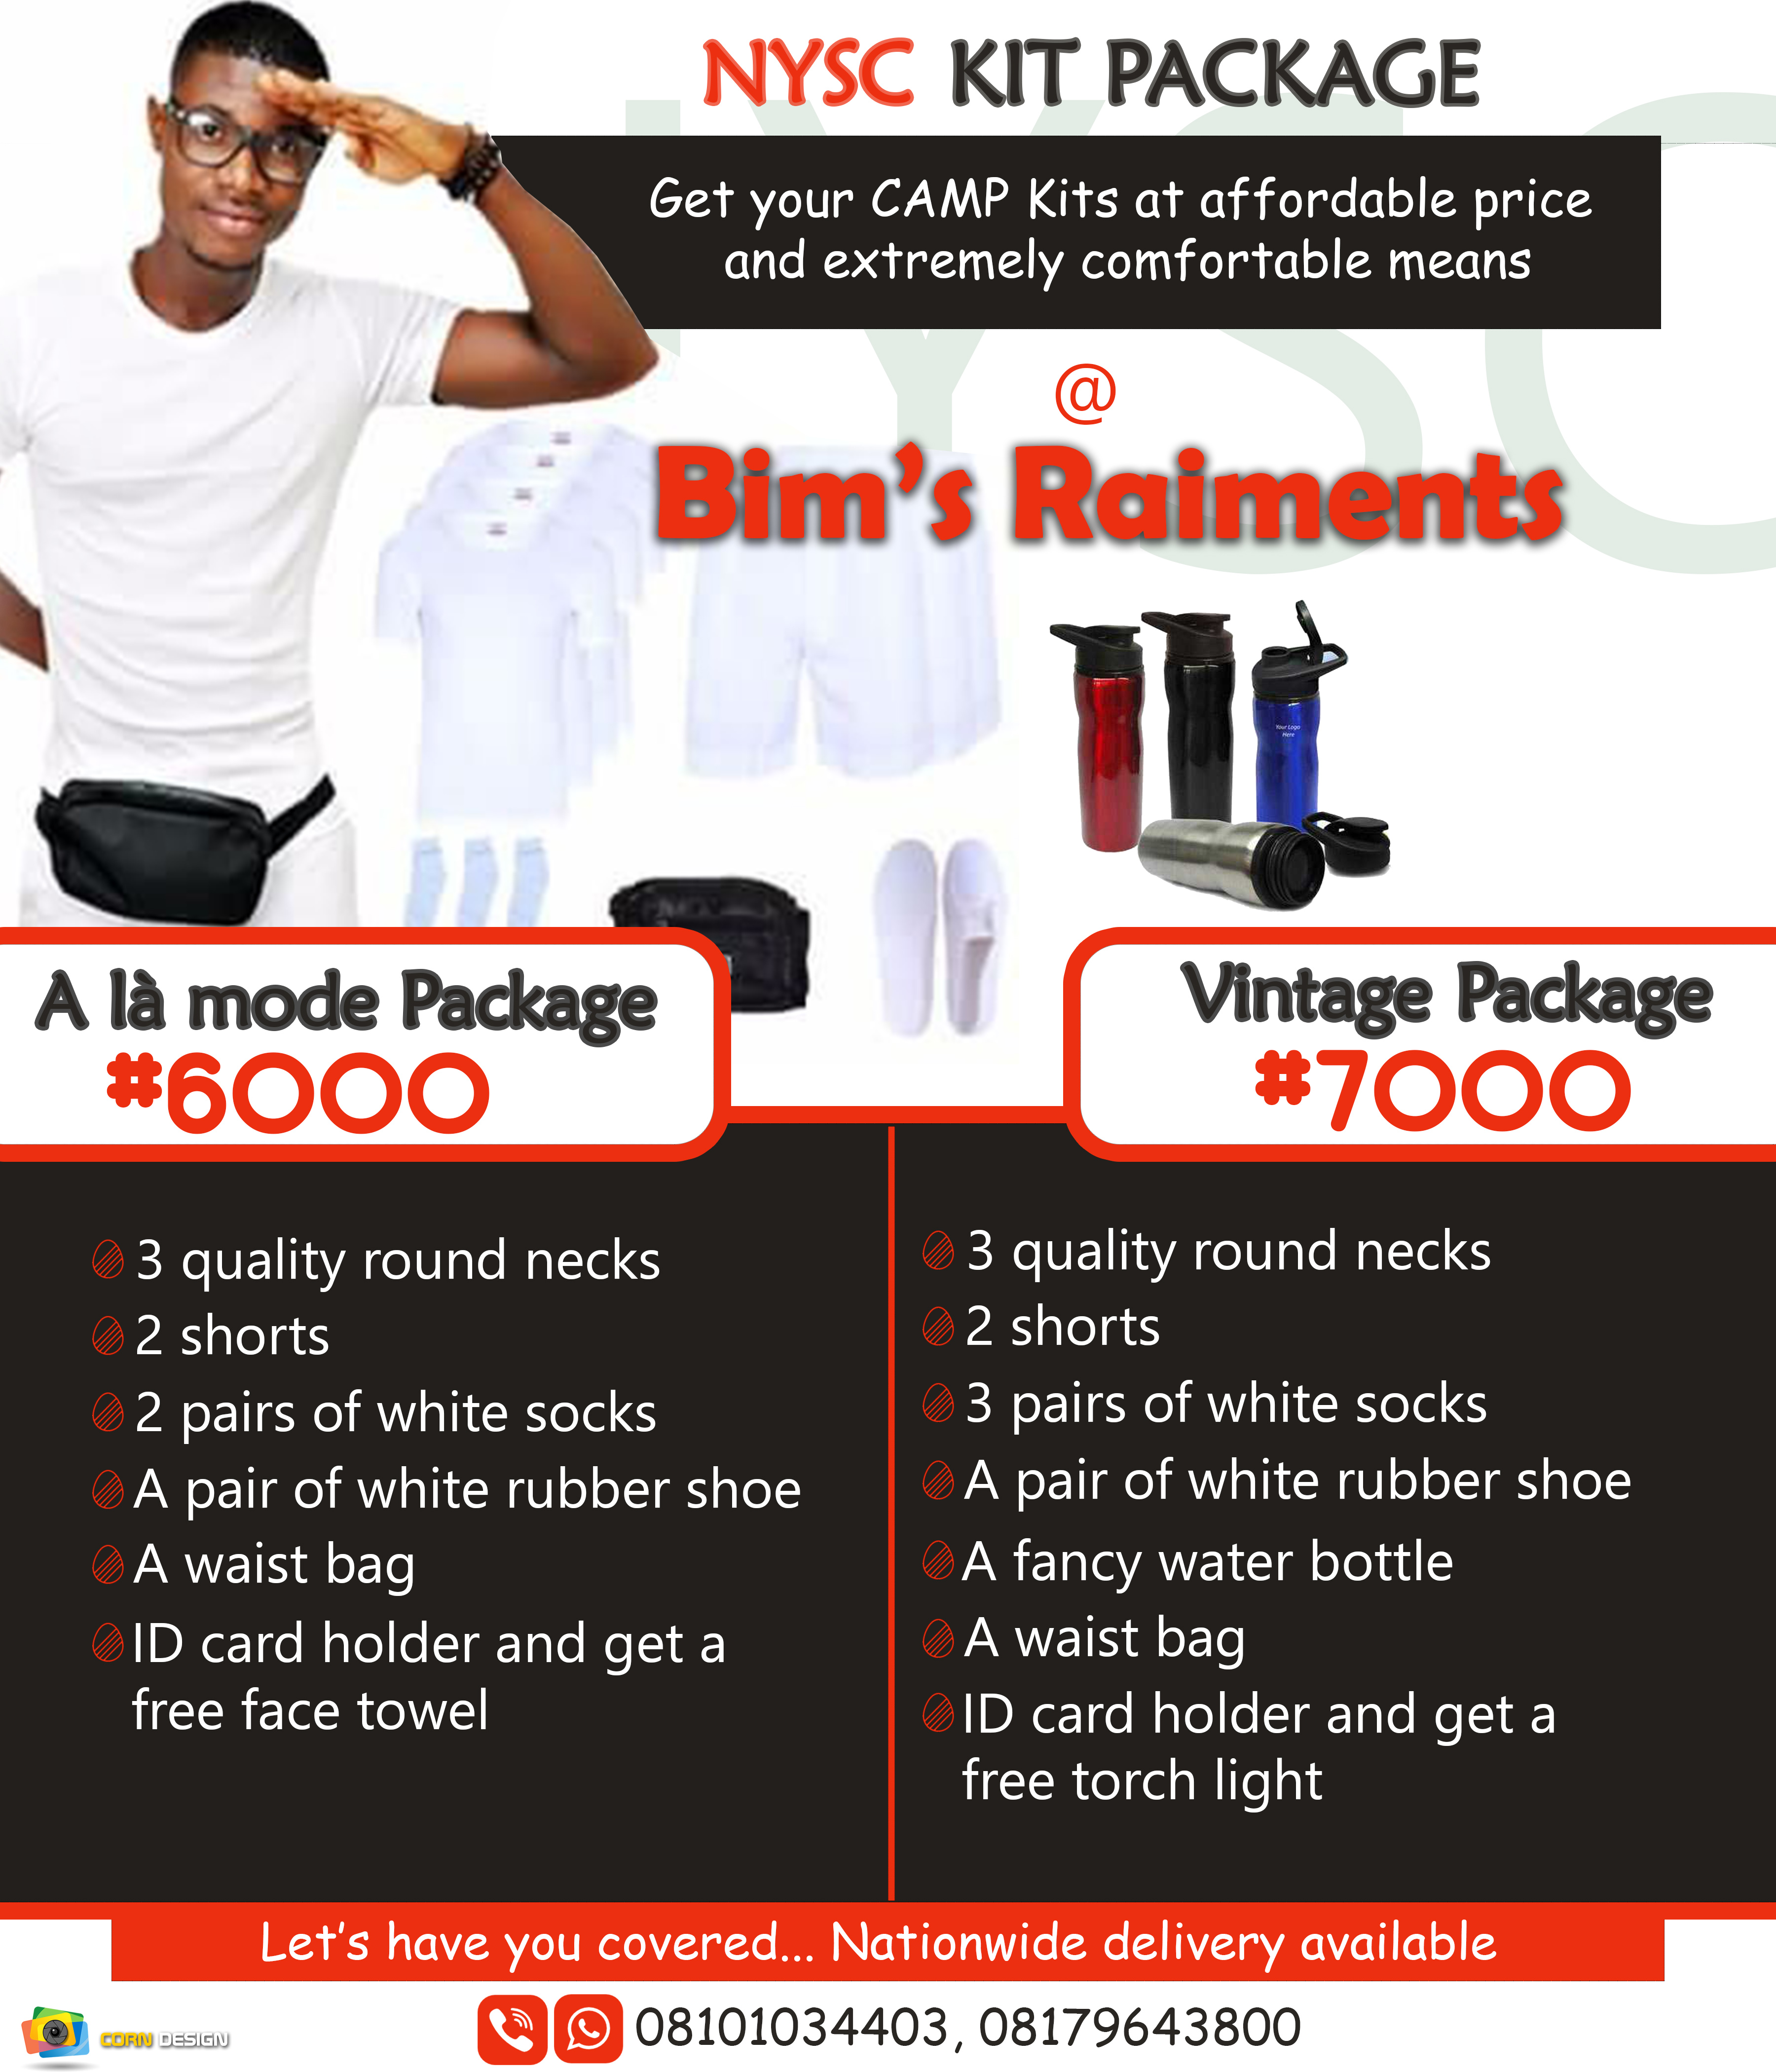 NYSC KIT PACKAGE
Get your CAMP Kits at affordable price
and extremely comfortable means
@
Bim's Raiments
Your Logo
Here
A là mode Package
#6000
3 quality round necks
2 shorts
2 pairs of white socks
A pair of white rubber shoe
A waist bag
ID card holder and get a
free face towel
Vintage Package
#7000
3 quality round necks
2 shorts
3 pairs of white socks
A pair of white rubber shoe
A fancy water bottle
A waist bag
ID card holder and get a
free torch light
Let's have you covered... Nationwide delivery available
08101034403, 08179643800
CORN DESIGN